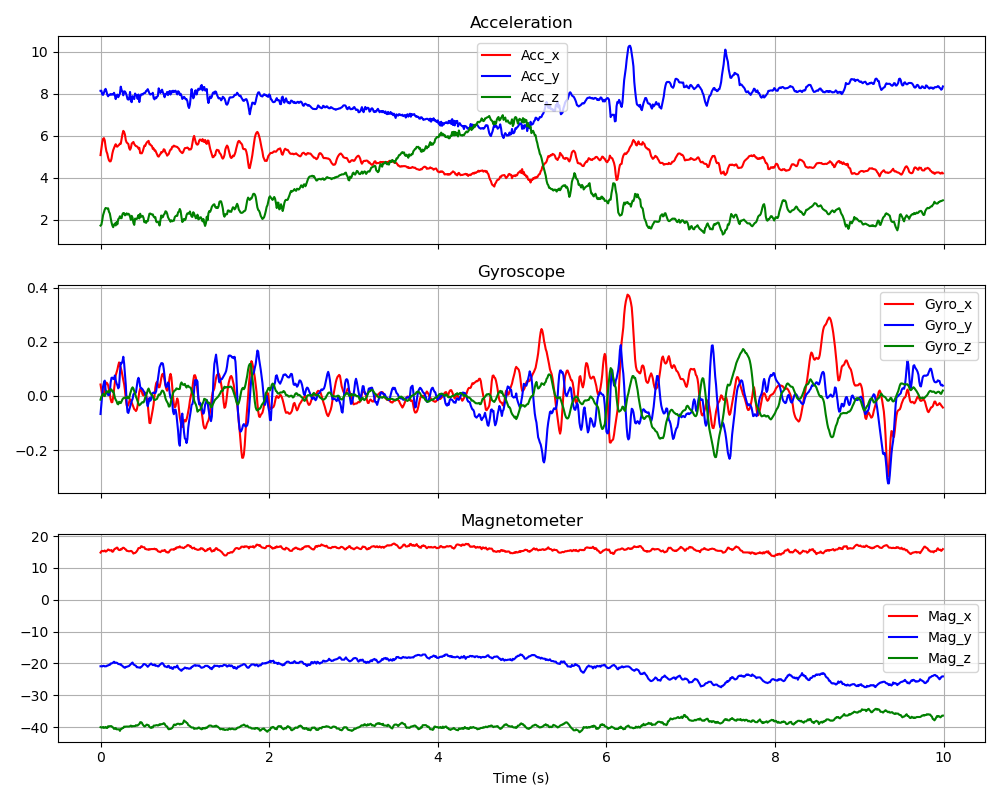 Acceleration
10
8
6
4
2
Acc_x
Acc_y
Acc_z
Gyroscope
0.4
0.2
0.0
−0.2
Gyro_x
Gyro_y
Gyro_z
Magnetometer
20
10
0
−10
−20
−30
−40
Mag_x
Mag_y
Mag_z
0 2 4 6 8 10
Time (s)